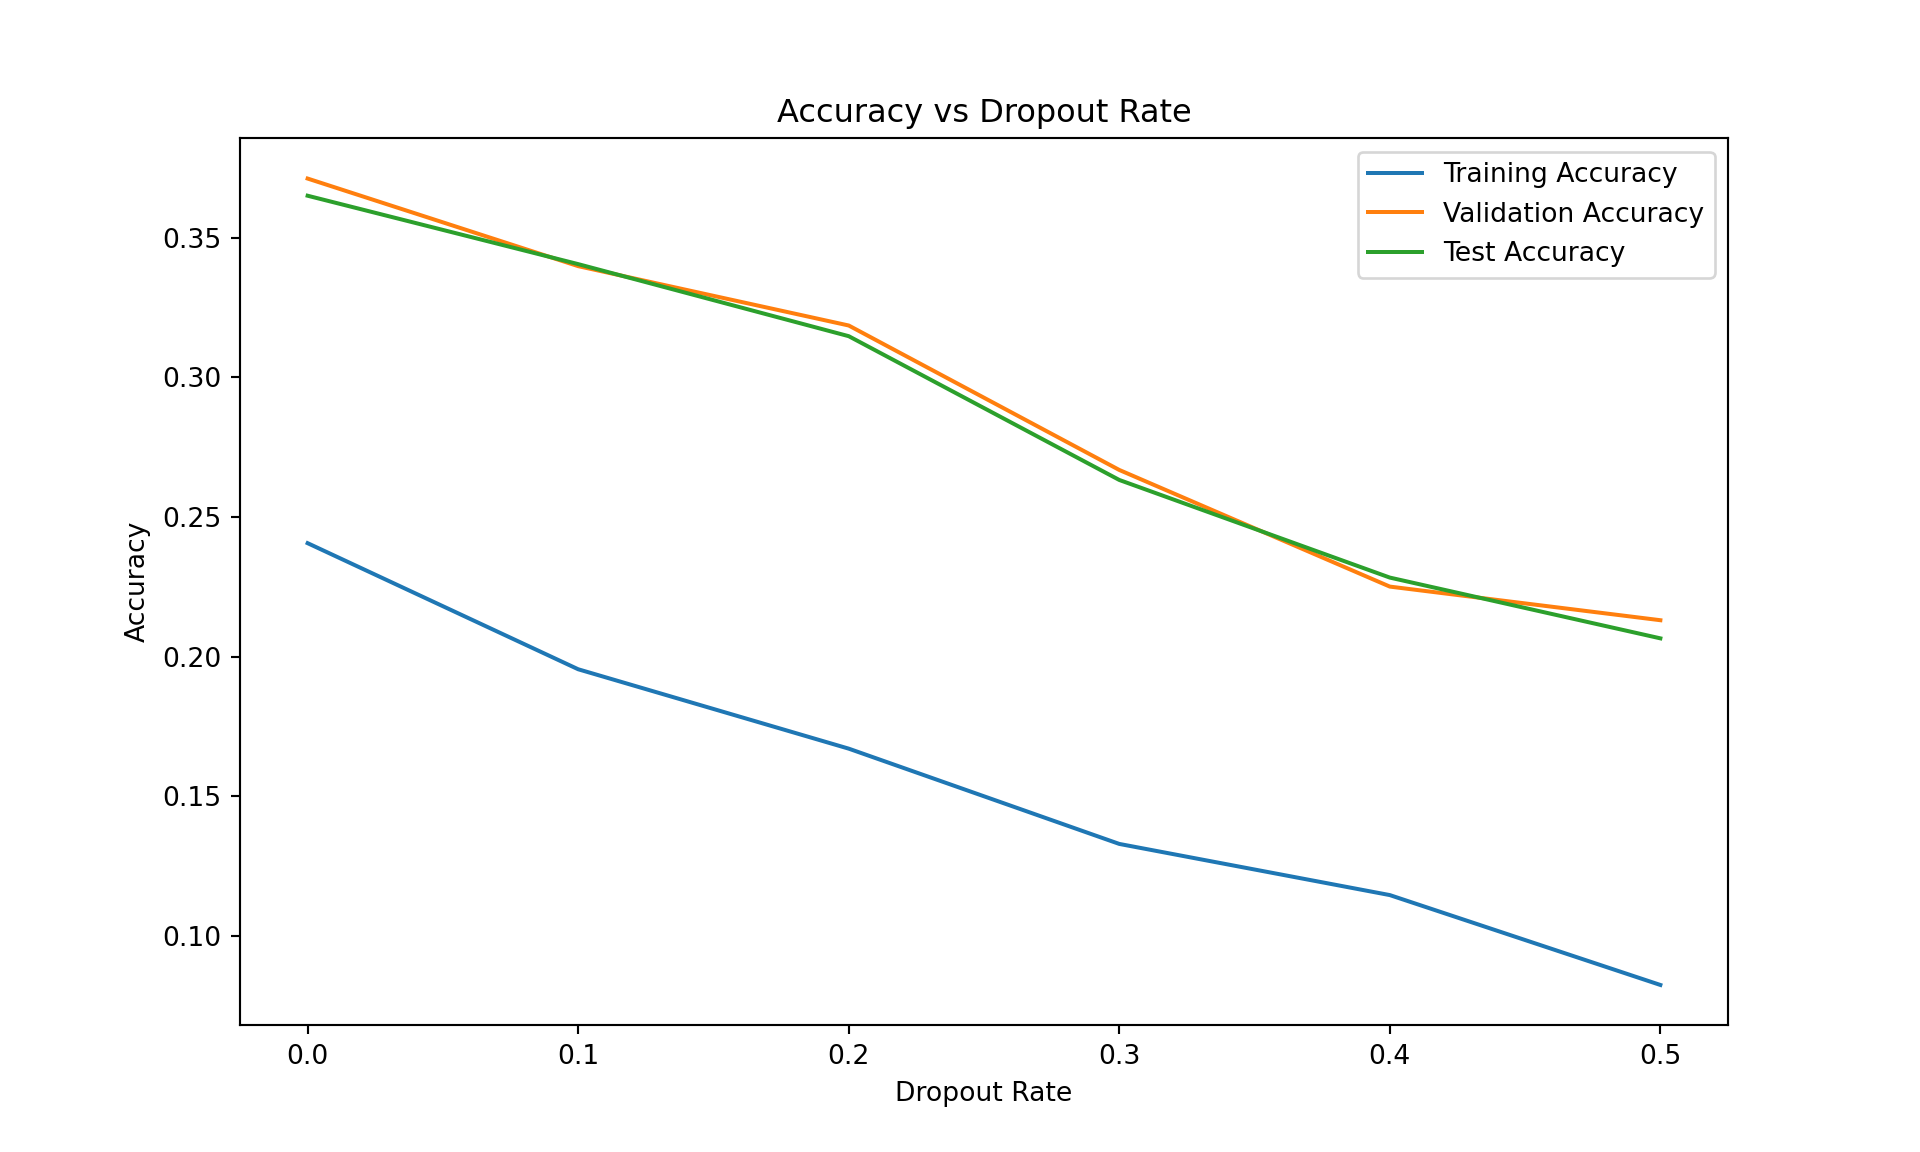 Accuracy vs Dropout Rate
Training Accuracy
Validation Accuracy
Test Accuracy
Accuracy
0.35
0.30
0.25
0.20
0.15
0.10
0.0 0.1 0.2 0.3 0.4 0.5
Dropout Rate